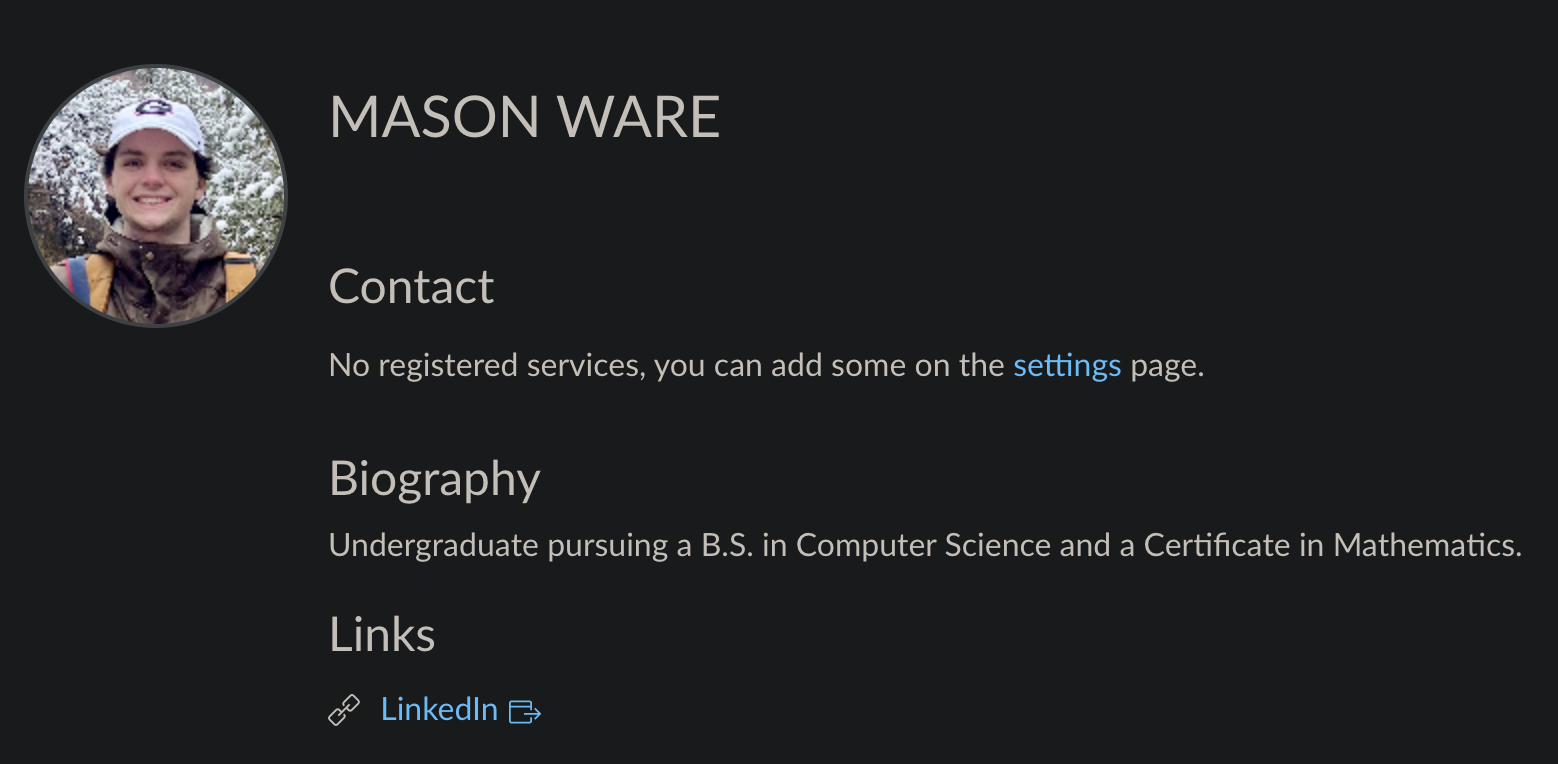 MASON WARE
Contact
No registered services, you can add some on the settings page.
Biography
Undergraduate pursuing a B.S. in Computer Science and a Certificate in Mathematics.
Links
LinkedIn